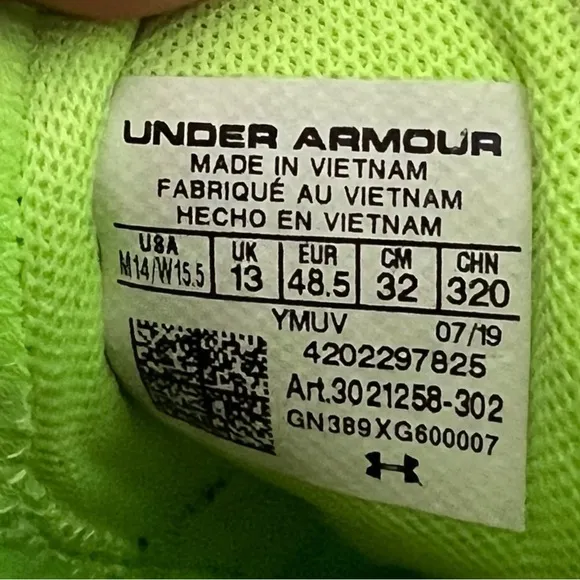 UNDER ARMOUR
MADE IN VIETNAM
FABRIQUÉ AU VIETNAM
HECHO EN VIETNAM
USA UK EUR CM CHN
M14/W15.5 13 48.5 32 320
YMUV 07/19
4202297825
Art.3021258-302
GN389XG600007